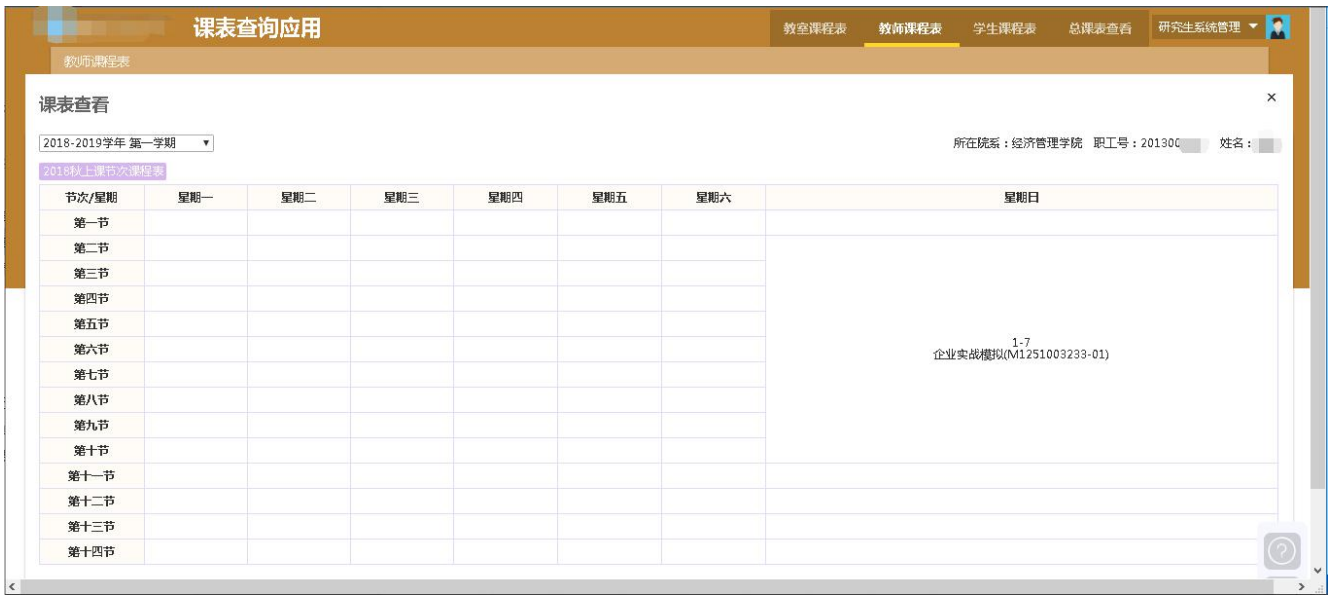 课表查询应用
教室课程表 教师课程表 学生课程表 总课表查看 研究生系统管理
教师课程表
课表查看 ×
2018-2019学年 第一学期 所在院系：经济管理学院 职工号：201300 姓名：
2018秋上课节次课程表
节次/星期 星期一 星期二 星期三 星期四 星期五 星期六 星期日
第一节
第二节
第三节
第四节
第五节
第六节
1-7
企业实战模拟(M1251003233-01)
第七节
第八节
第九节
第十节
第十一节
第十二节
第十三节
第十四节